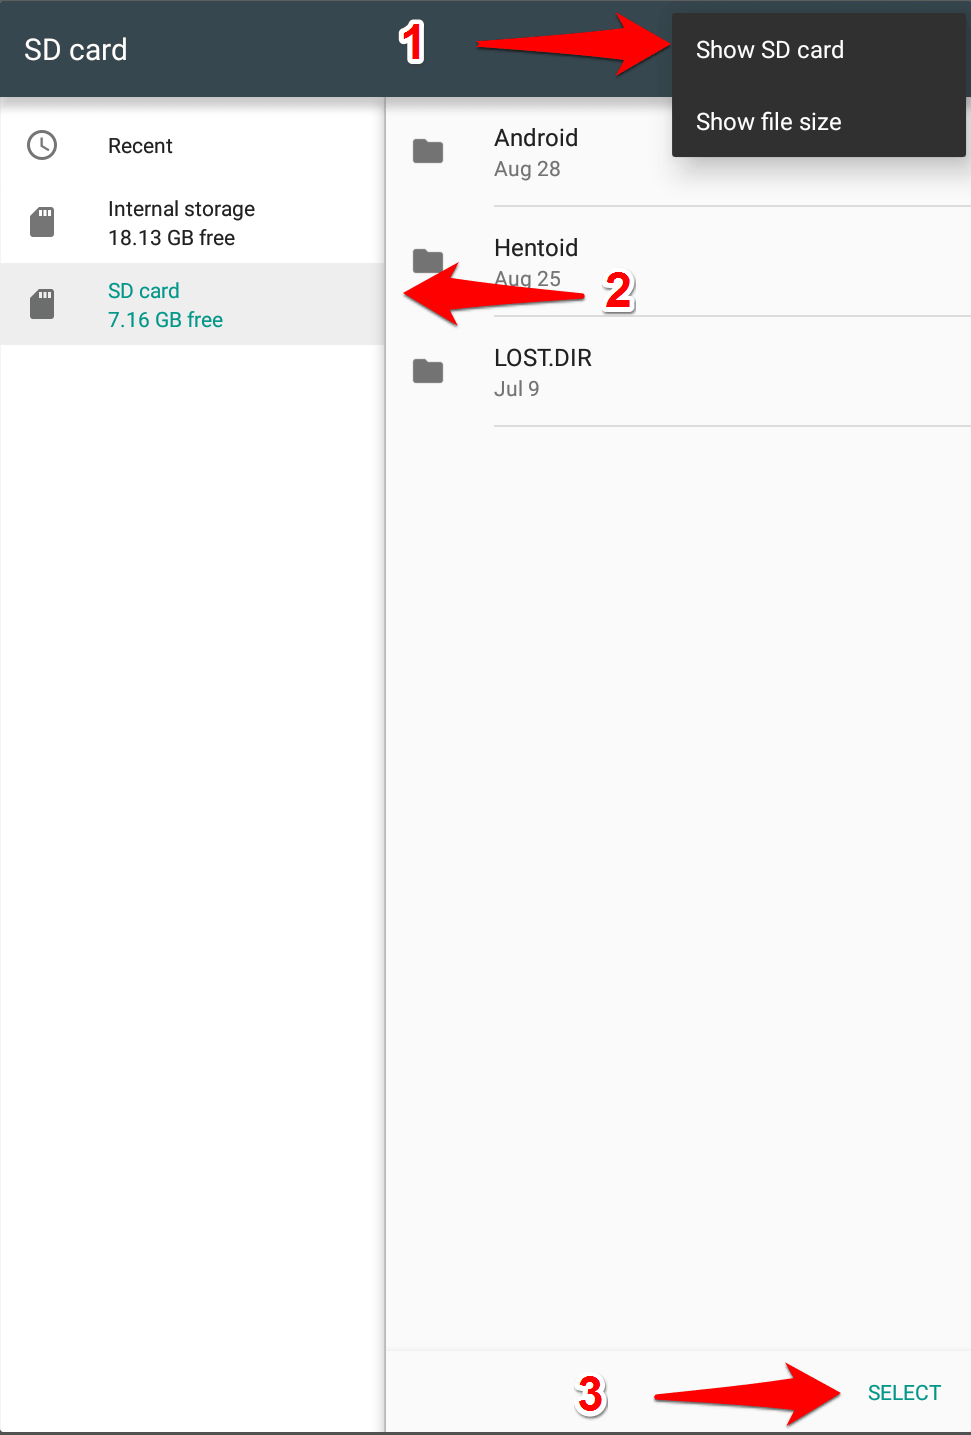 SD card
1
Show SD card
Show file size
Recent
Internal storage
18.13 GB free
SD card
7.16 GB free
Android
Aug 28
Hentoid
Aug 25
2
LOST.DIR
Jul 9
3
SELECT